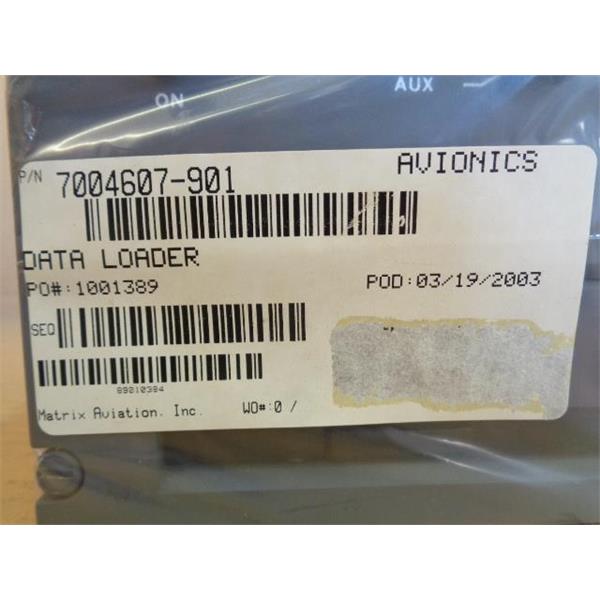 ON AUX
P/N 7004607-901 AVIONICS
DATA LOADER
PO#:1001389 POD:03/19/2003
SEQ
89010384
Matrix Aviation. Inc. WO#:0 /